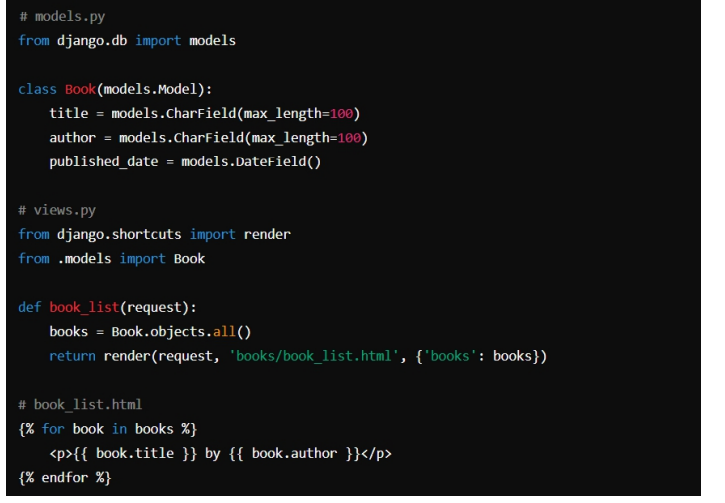 # models.py
from django.db import models

class Book(models.Model):
    title = models.CharField(max_length=100)
    author = models.CharField(max_length=100)
    published_date = models.DateField()

# views.py
from django.shortcuts import render
from .models import Book

def book_list(request):
    books = Book.objects.all()
    return render(request, 'books/book_list.html', {'books': books})

# book_list.html
{% for book in books %}
    <p>{{ book.title }} by {{ book.author }}</p>
{% endfor %}